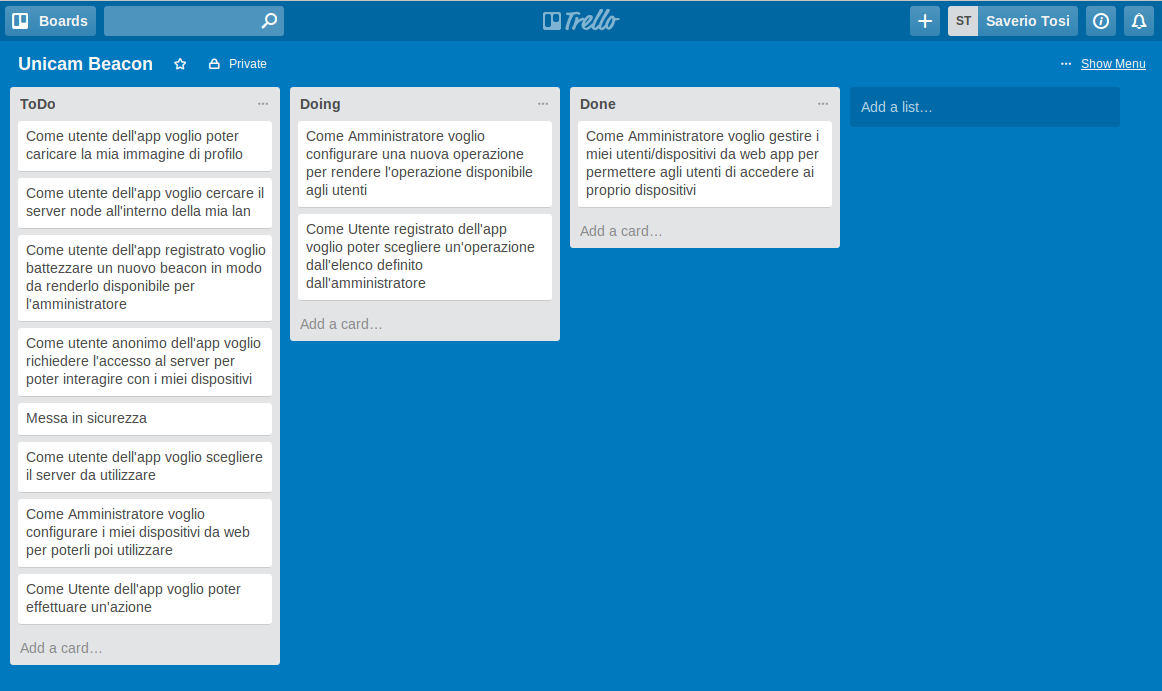 Boards
Trello
ST
Saverio Tosi
Unicam Beacon
Private
Show Menu
ToDo
Come utente dell'app voglio poter
caricare la mia immagine di profilo
Come utente dell'app voglio cercare il
server node all'interno della mia lan
Come utente dell'app registrato voglio
battezzare un nuovo beacon in modo
da renderlo disponibile per
l'amministratore
Come utente anonimo dell'app voglio
richiedere l'accesso al server per
poter interagire con i miei dispositivi
Messa in sicurezza
Come utente dell'app voglio scegliere
il server da utilizzare
Come Amministratore voglio
configurare i miei dispositivi da web
per poterli poi utilizzare
Come Utente dell'app voglio poter
effettuare un'azione
Add a card…
Doing
Come Amministratore voglio
configurare una nuova operazione
per rendere l'operazione disponibile
agli utenti
Come Utente registrato dell'app
voglio poter scegliere un'operazione
dall'elenco definito
dall'amministratore
Add a card…
Done
Come Amministratore voglio gestire i
miei utenti/dispositivi da web app per
permettere agli utenti di accedere ai
proprio dispositivi
Add a card…
Add a list…